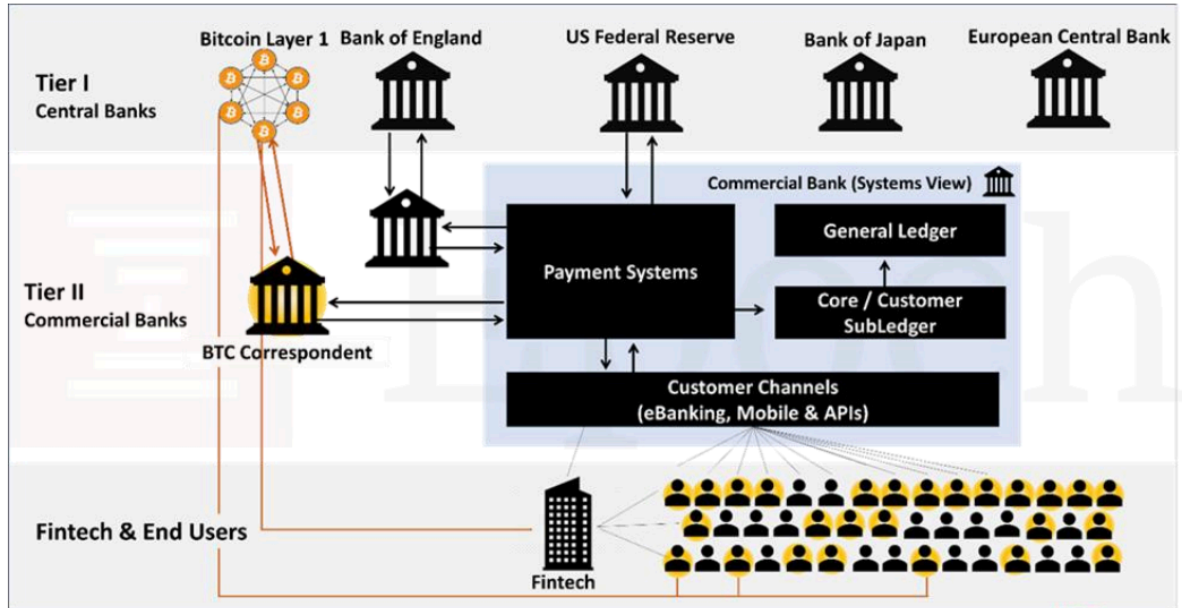 Bitcoin Layer 1
Bank of England
US Federal Reserve
Bank of Japan
European Central Bank
Tier I
Central Banks
Commercial Bank (Systems View)
Payment Systems
General Ledger
Core / Customer
SubLedger
Tier II
Commercial Banks
BTC Correspondent
Customer Channels
(eBanking, Mobile & APIs)
Fintech & End Users
Fintech
Epoch